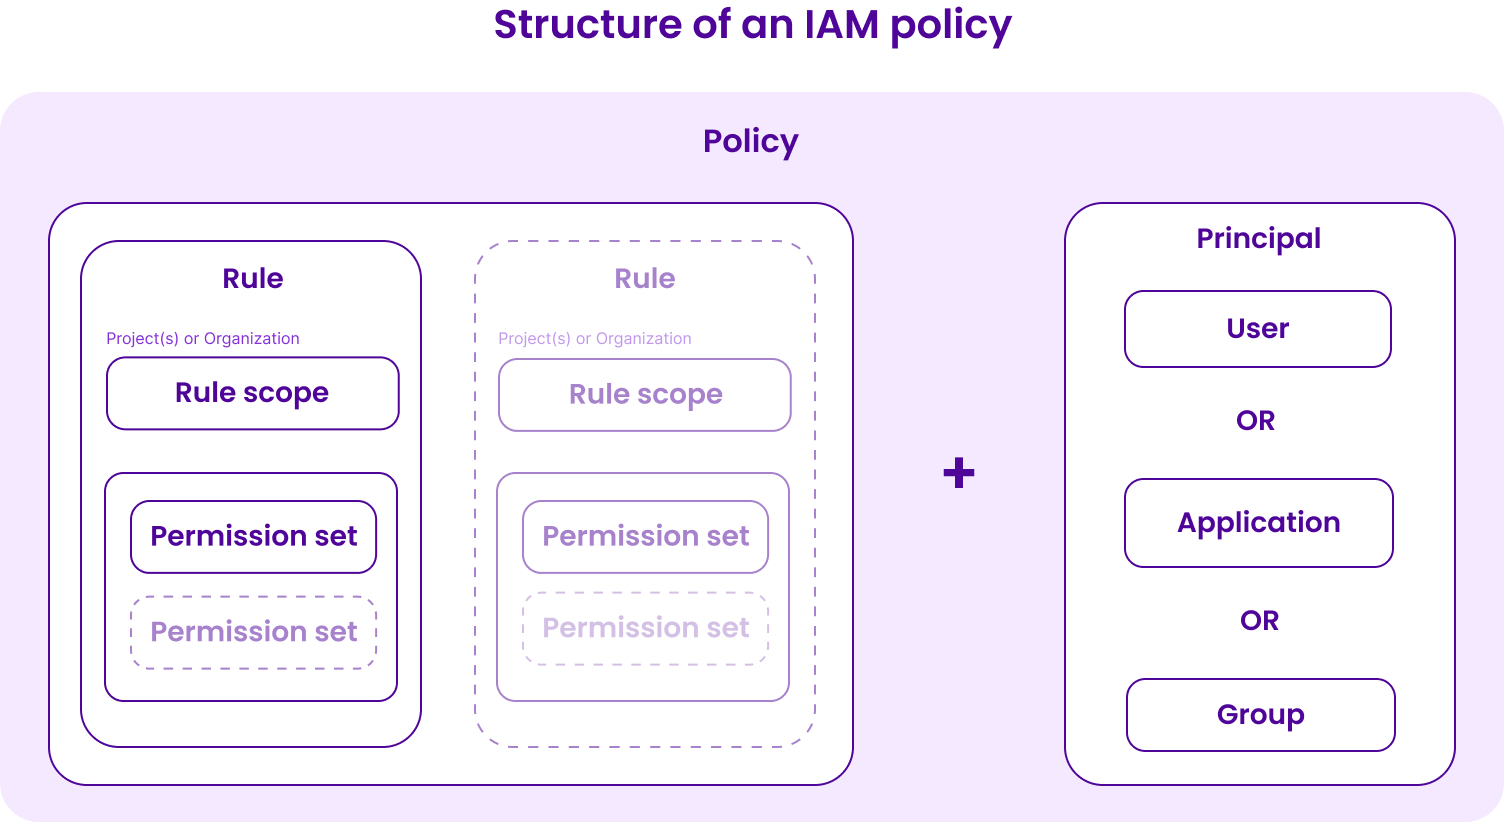 Structure of an IAM policy
Policy
Rule
Project(s) or Organization
Rule scope
Permission set
Permission set
Rule
Project(s) or Organization
Rule scope
Permission set
Permission set
+
Principal
User
OR
Application
OR
Group